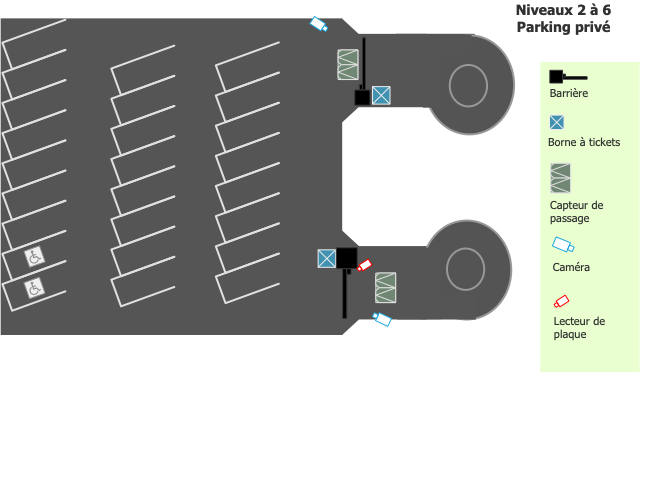 Niveaux 2 à 6
Parking privé
Barrière
Borne à tickets
Capteur de
passage
Caméra
Lecteur de
plaque